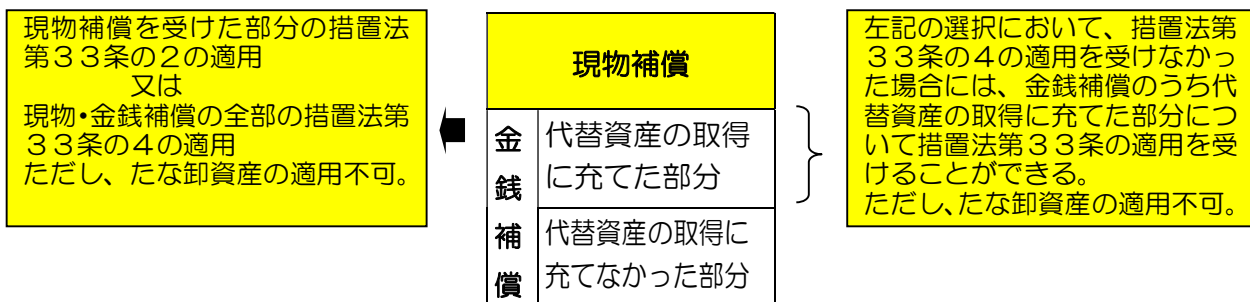 現物補償を受けた部分の措置法
第３３条の２の適用
又は
現物・金銭補償の全部の措置法第
３３条の４の適用
ただし、たな卸資産の適用不可。
現物補償
金銭補償
代替資産の取得
に充てた部分
代替資産の取得に
充てなかった部分
左記の選択において、措置法第
３３条の４の適用を受けなかっ
た場合には、金銭補償のうち代
替資産の取得に充てた部分につ
いて措置法第３３条の適用を受
けることができる。
ただし、たな卸資産の適用不可。